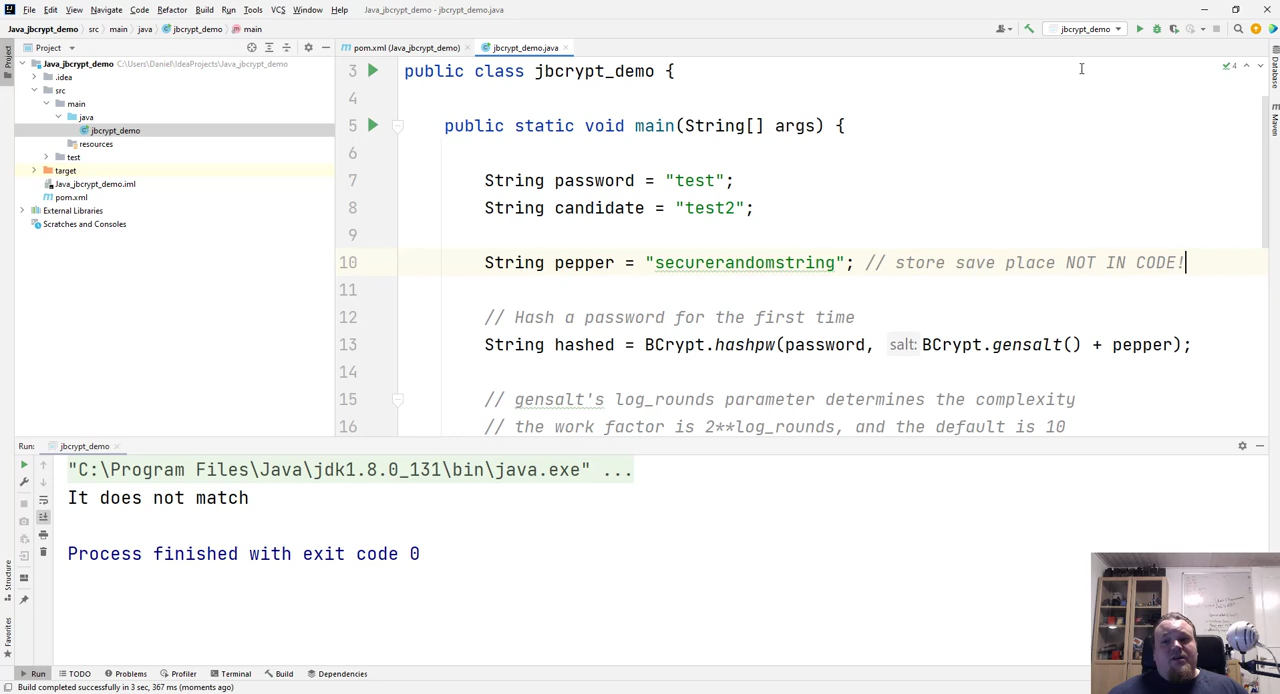 File Edit View Navigate Code Refactor Build Run Tools VCS Window Help Java_jbcrypt_demo - jbcrypt_demo.java
Java_jbcrypt_demo src main java jbcrypt_demo main jbcrypt_demo
Project
pom.xml (Java_jbcrypt_demo)
jbcrypt_demo.java
Project
Java_jbcrypt_demo C:\Users\Daniel\IdeaProjects\Java_jbcrypt_demo
.idea
src
main
java
jbcrypt_demo
resources
test
target
Java_jbcrypt_demo.iml
pom.xml
External Libraries
Scratches and Consoles
Structure
Favorites
3 public class jbcrypt_demo {
4
5 public static void main(String[] args) {
6
7 String password = "test";
8 String candidate = "test2";
9
10 String pepper = "securerandomstring"; // store save place NOT IN CODE!
11
12 // Hash a password for the first time
13 String hashed = BCrypt.hashpw(password, salt: BCrypt.gensalt() + pepper);
14
15 // gensalt's log_rounds parameter determines the complexity
16 // the work factor is 2**log_rounds, and the default is 10
4
Database
Maven
Run: jbcrypt_demo
"C:\Program Files\Java\jdk1.8.0_131\bin\java.exe" ...
It does not match
Process finished with exit code 0
Run TODO Problems Profiler Terminal Build Dependencies
Build completed successfully in 3 sec, 367 ms (moments ago)